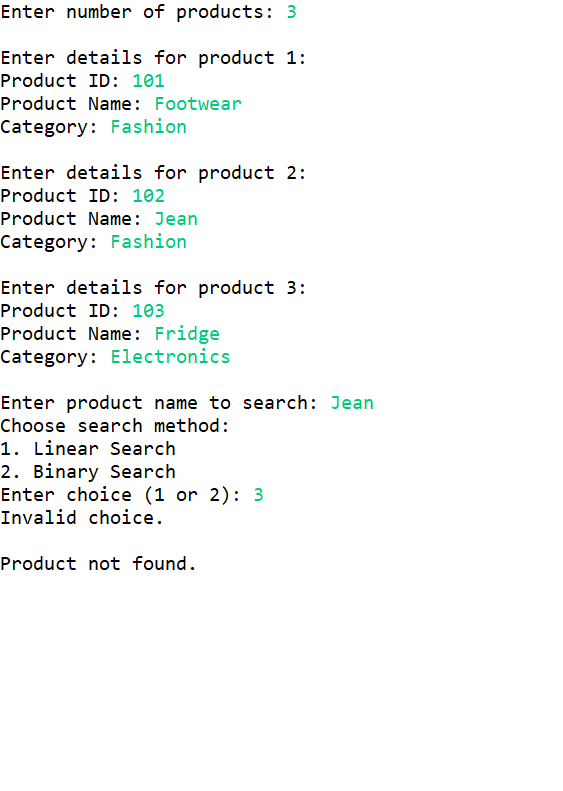 Enter number of products: 3
Enter details for product 1:
Product ID: 101
Product Name: Footwear
Category: Fashion
Enter details for product 2:
Product ID: 102
Product Name: Jean
Category: Fashion
Enter details for product 3:
Product ID: 103
Product Name: Fridge
Category: Electronics
Enter product name to search: Jean
Choose search method:
1. Linear Search
2. Binary Search
Enter choice (1 or 2): 3
Invalid choice.
Product not found.